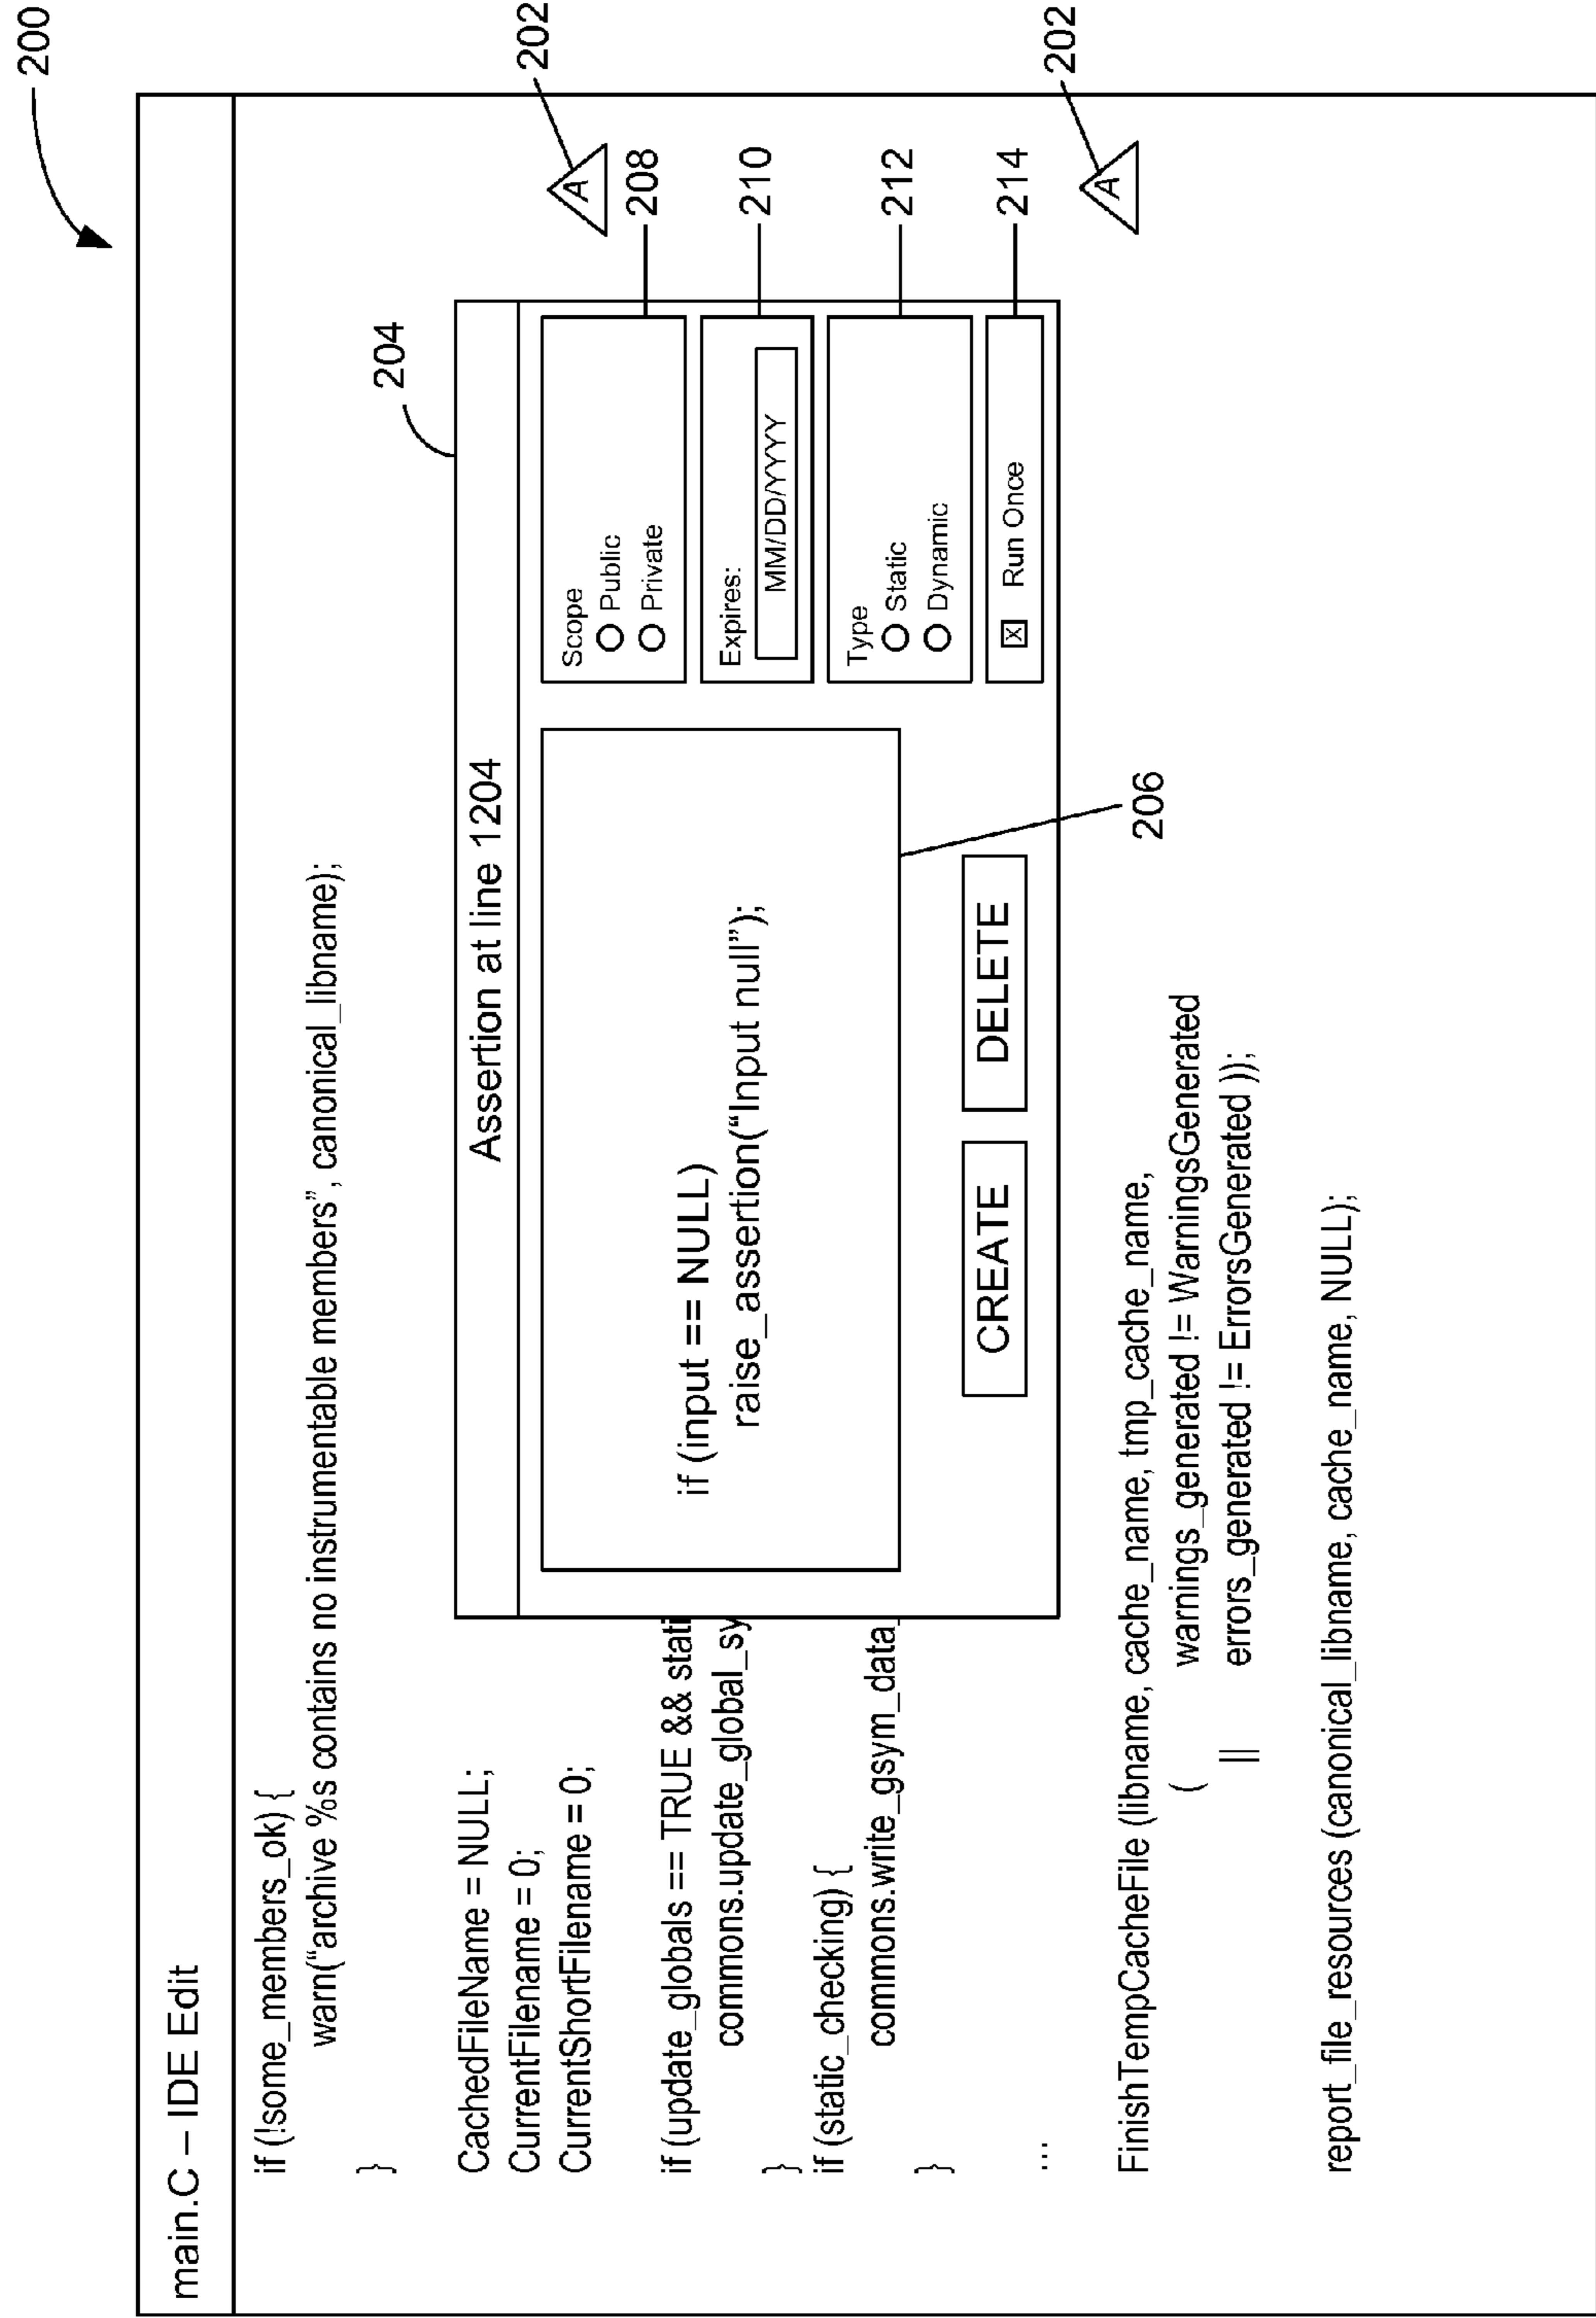 200
main.C – IDE Edit
if (!some_members_ok) {
warn(“archive %s contains no instrumentable members”, canonical_libname);
}
204
CachedFileName = NULL;
CurrentFilename = 0;
CurrentShortFilename = 0;
if (update_globals == TRUE && stati
commons.update_global_sy
}
if (static_checking) {
commons.write_gsym_data_
}
...
Assertion at line 1204
if (input == NULL)
raise_assertion(“Input null”);
206
CREATE
DELETE
Scope
Public
Private
208
Expires:
MM/DD/YYYY
210
Type
Static
Dynamic
212
X Run Once
214
A
202
A
202
FinishTempCacheFile (libname, cache_name, tmp_cache_name,
( warnings_generated != WarningsGenerated
|| errors_generated != ErrorsGenerated ));
report_file_resources (canonical_libname, cache_name, NULL);